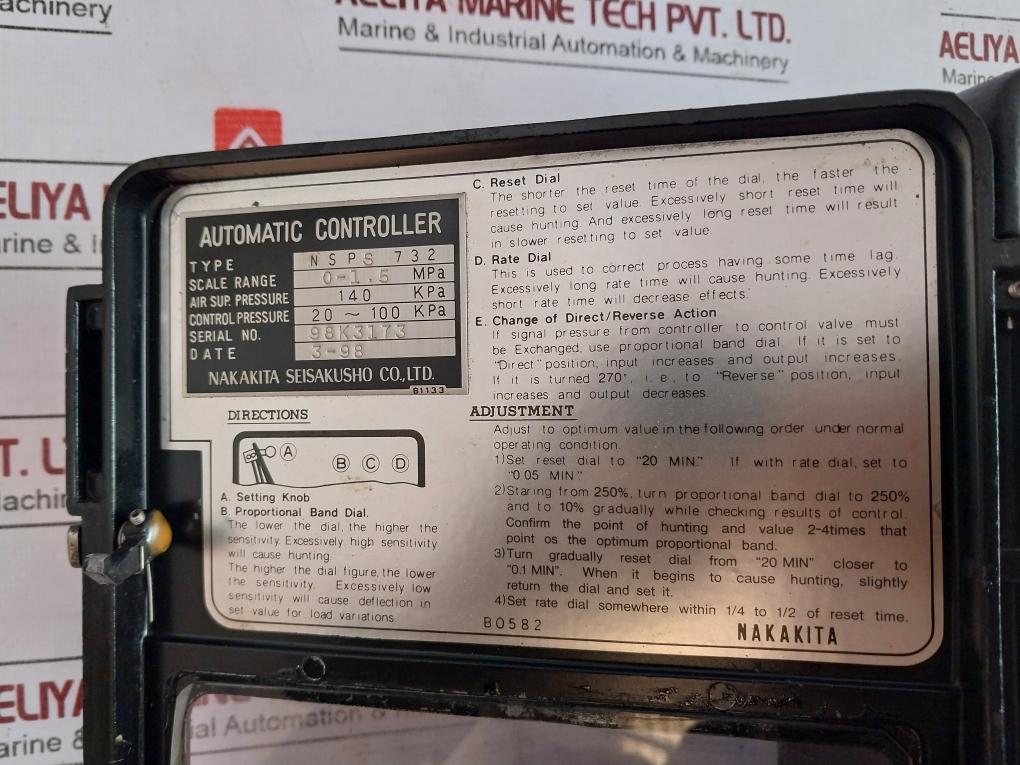 achinery
AELIYA MARINE TECH PVT. LTD.
Marine & Industrial Automation & Machinery
AELIYA
Marine
AELIYA
rine & I
T. L
Machin
AELIYA
arine &
ial Automation &
AUTOMATIC CONTROLLER
TYPE NSPS 732
SCALE RANGE 0-1.5 MPa
AIR SUP. PRESSURE 140 KPa
CONTROL PRESSURE 20 ~ 100 KPa
SERIAL NO. 98K3173
DATE 3-98
NAKAKITA SEISAKUSHO CO.,LTD.
B1133
DIRECTIONS
A B C D
A. Setting Knob
B. Proportional Band Dial.
The lower the dial, the higher the
sensitivity. Excessively high sensitivity
will cause hunting.
The higher the dial figure, the lower
the sensitivity. Excessively low
sensitivity will cause deflection in
set value for load variations.
C. Reset Dial
The shorter the reset time of the dial, the faster the
resetting to set value. Excessively short reset time will
cause hunting. And excessively long reset time will result
in slower resetting to set value.
D. Rate Dial
This is used to correct process having some time lag.
Excessively long rate time will cause hunting. Excessively
short rate time will decrease effects.
E. Change of Direct/Reverse Action
If signal pressure from controller to control valve must
be Exchanged, use proportional band dial. If it is set to
"Direct" position, input increases and output increases.
If it is turned 270°, i.e., to "Reverse" position, input
increases and output decreases.
ADJUSTMENT
Adjust to optimum value in the following order under normal
operating condition.
1)Set reset dial to "20 MIN." If with rate dial, set to
"0.05 MIN."
2)Staring from 250%, turn proportional band dial to 250%
and to 10% gradually while checking results of control.
Confirm the point of hunting and value 2-4times that
point os the optimum proportional band.
3)Turn gradually reset dial from "20 MIN" closer to
"0.1 MIN". When it begins to cause hunting, slightly
return the dial and set it.
4)Set rate dial somewhere within 1/4 to 1/2 of reset time.
B0582
NAKAKITA